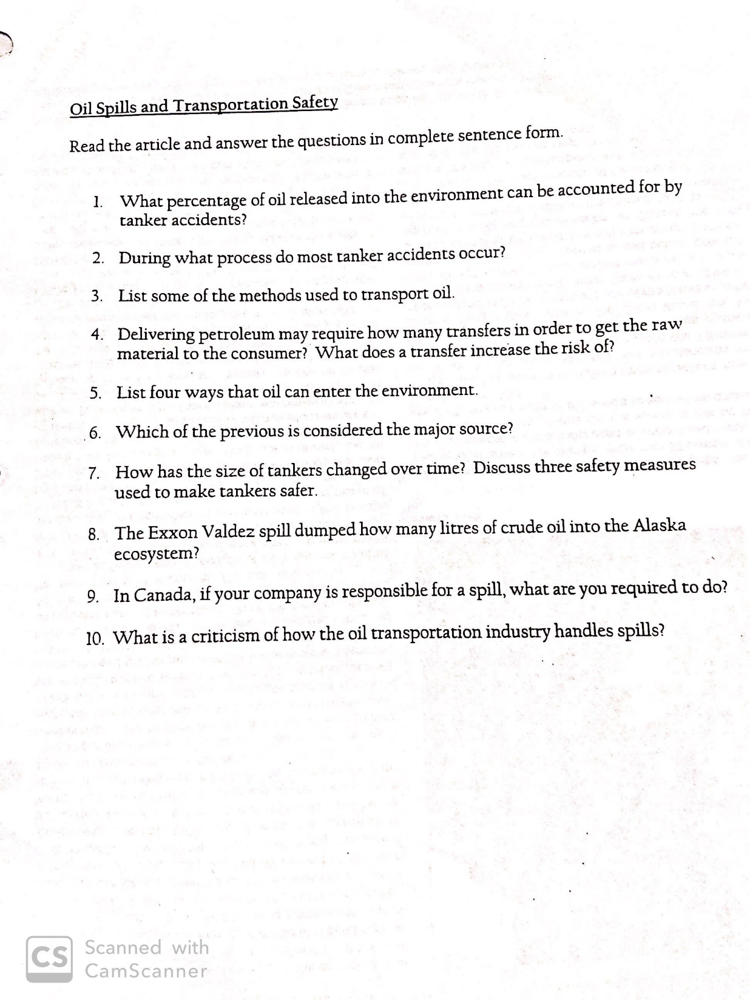 Oil Spills and Transportation Safety
Read the article and answer the questions in complete sentence form.
1. What percentage of oil released into the environment can be accounted for by
tanker accidents?
2. During what process do most tanker accidents occur?
3. List some of the methods used to transport oil.
4. Delivering petroleum may require how many transfers in order to get the raw
material to the consumer? What does a transfer increase the risk of?
5. List four ways that oil can enter the environment.
6. Which of the previous is considered the major source?
7. How has the size of tankers changed over time? Discuss three safety measures
used to make tankers safer.
8. The Exxon Valdez spill dumped how many litres of crude oil into the Alaska
ecosystem?
9. In Canada, if your company is responsible for a spill, what are you required to do?
10. What is a criticism of how the oil transportation industry handles spills?
CS Scanned with
CamScanner